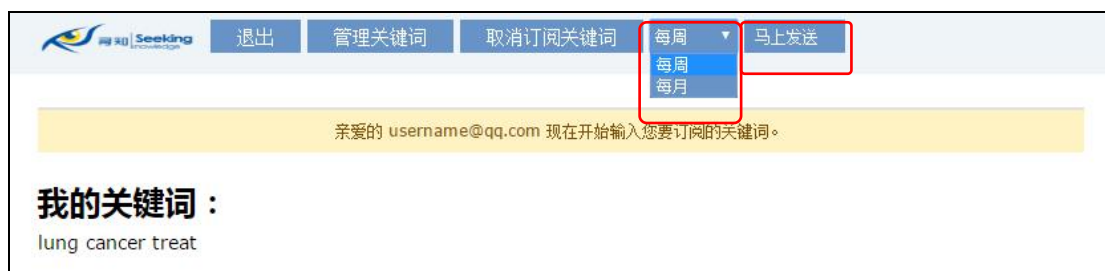 寻知 Seeking knowledge 退出 管理关键词 取消订阅关键词 每周 ▼ 马上发送
每周
每月
亲爱的 username@qq.com 现在开始输入您要订阅的关键词。
我的关键词：
lung cancer treat